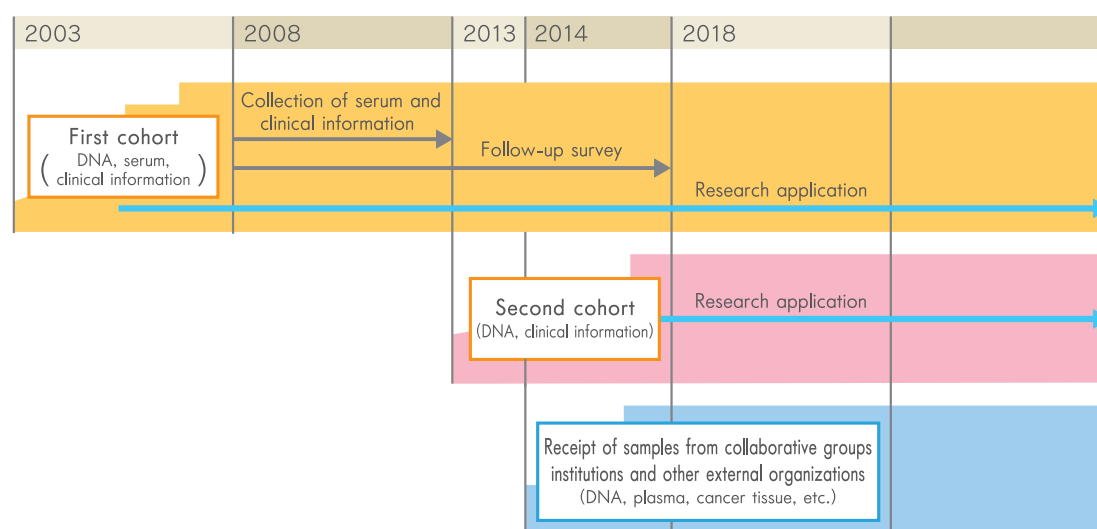 2003 2008 2013 2014 2018
Collection of serum and
clinical information
First cohort
(DNA, serum,
clinical information)
Follow-up survey
Research application
Second cohort
(DNA, clinical information)
Research application
Receipt of samples from collaborative groups
institutions and other external organizations
(DNA, plasma, cancer tissue, etc.)